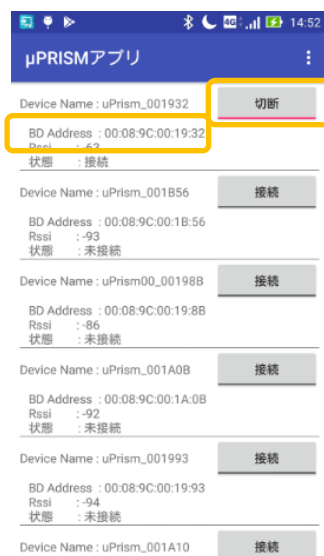 4G 14:52
μPRISMアプリ
Device Name : uPrism_001932 切断
BD Address : 00:08:9C:00:19:32
Rssi : -63
状態 : 接続
Device Name : uPrism_001B56 接続
BD Address : 00:08:9C:00:1B:56
Rssi : -93
状態 : 未接続
Device Name : uPrism00_00198B 接続
BD Address : 00:08:9C:00:19:8B
Rssi : -86
状態 : 未接続
Device Name : uPrism_001A0B 接続
BD Address : 00:08:9C:00:1A:0B
Rssi : -92
状態 : 未接続
Device Name : uPrism_001993 接続
BD Address : 00:08:9C:00:19:93
Rssi : -94
状態 : 未接続
Device Name : uPrism_001A10 接続